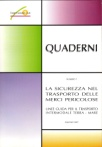 QUADERNI
LA SICUREZZA NEL
TRASPORTO DELLE
MERCI PERICOLOSE
LINEE GUIDA PER IL TRASPORTO
INTERMODALE TERRA - MARE